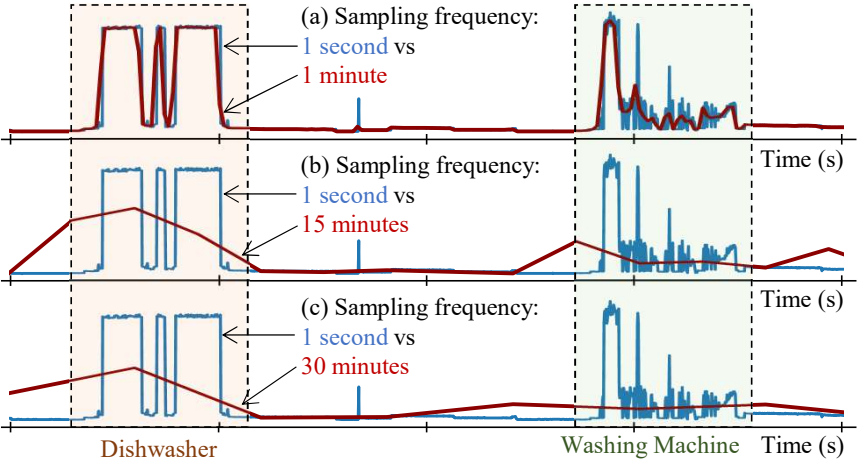 (a) Sampling frequency:
1 second vs
1 minute
Time (s)
(b) Sampling frequency:
1 second vs
15 minutes
Time (s)
(c) Sampling frequency:
1 second vs
30 minutes
Dishwasher
Washing Machine
Time (s)